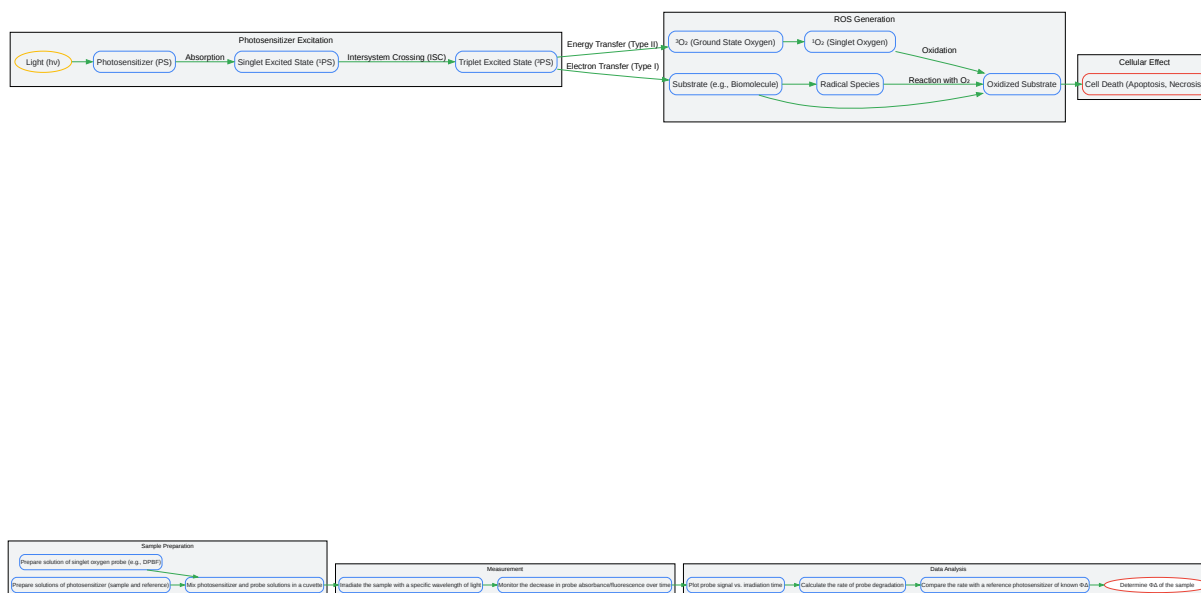 ROS Generation
Photosensitizer Excitation
Light (hν)
Photosensitizer (PS)
Absorption
Singlet Excited State (¹PS)
Intersystem Crossing (ISC)
Triplet Excited State (³PS)
Energy Transfer (Type II)
Electron Transfer (Type I)
³O₂ (Ground State Oxygen)
¹O₂ (Singlet Oxygen)
Oxidation
Substrate (e.g., Biomolecule)
Radical Species
Reaction with O₂
Oxidized Substrate
Cellular Effect
Cell Death (Apoptosis, Necrosis
Sample Preparation
Prepare solution of singlet oxygen probe (e.g., DPBF)
Prepare solutions of photosensitizer (sample and reference)
Mix photosensitizer and probe solutions in a cuvette
Measurement
Irradiate the sample with a specific wavelength of light
Monitor the decrease in probe absorbance/fluorescence over time
Data Analysis
Plot probe signal vs. irradiation time
Calculate the rate of probe degradation
Compare the rate with a reference photosensitizer of known ΦΔ
Determine ΦΔ of the sample